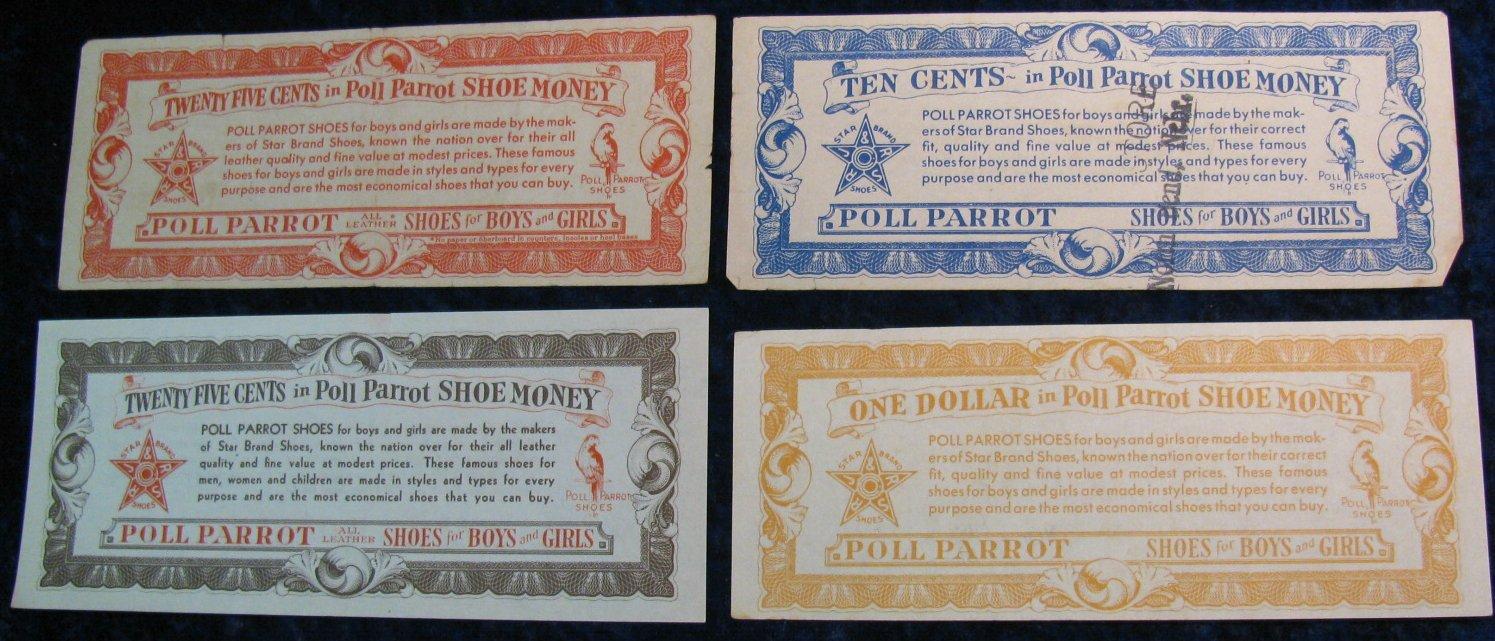 TWENTY FIVE CENTS in Poll Parrot SHOE MONEY
POLL PARROT SHOES for boys and girls are made by the mak-
ers of Star Brand Shoes, known the nation over for their all
leather quality and fine value at modest prices. These famous
shoes for boys and girls are made in styles and types for every
purpose and are the most economical shoes that you can buy.
STAR BRAND
SHOES
POLL PARROT
SHOES
POLL PARROT ALL LEATHER * SHOES for BOYS and GIRLS
*No paper or fiberboard in counters, insoles or heel bases
TEN CENTS ~ in Poll Parrot SHOE MONEY
POLL PARROT SHOES for boys and girls are made by the mak-
ers of Star Brand Shoes, known the nation over for their correct
fit, quality and fine value at modest prices. These famous
shoes for boys and girls are made in styles and types for every
purpose and are the most economical shoes that you can buy.
STAR BRAND
SHOES
POLL PARROT
SHOES
POLL PARROT SHOES for BOYS and GIRLS
Nebr.
TWENTY FIVE CENTS in Poll Parrot SHOE MONEY
POLL PARROT SHOES for boys and girls are made by the makers
of Star Brand Shoes, known the nation over for their all leather
quality and fine value at modest prices. These famous shoes for
men, women and children are made in styles and types for every
purpose and are the most economical shoes that you can buy.
STAR BRAND
SHOES
POLL PARROT
SHOES
POLL PARROT ALL LEATHER SHOES for BOYS and GIRLS
ONE DOLLAR in Poll Parrot SHOE MONEY
POLL PARROT SHOES for boys and girls are made by the mak-
ers of Star Brand Shoes, known the nation over for their correct
fit, quality and fine value at modest prices. These famous
shoes for boys and girls are made in styles and types for every
purpose and are the most economical shoes that you can buy.
STAR BRAND
SHOES
POLL PARROT
SHOES
POLL PARROT SHOES for BOYS and GIRLS